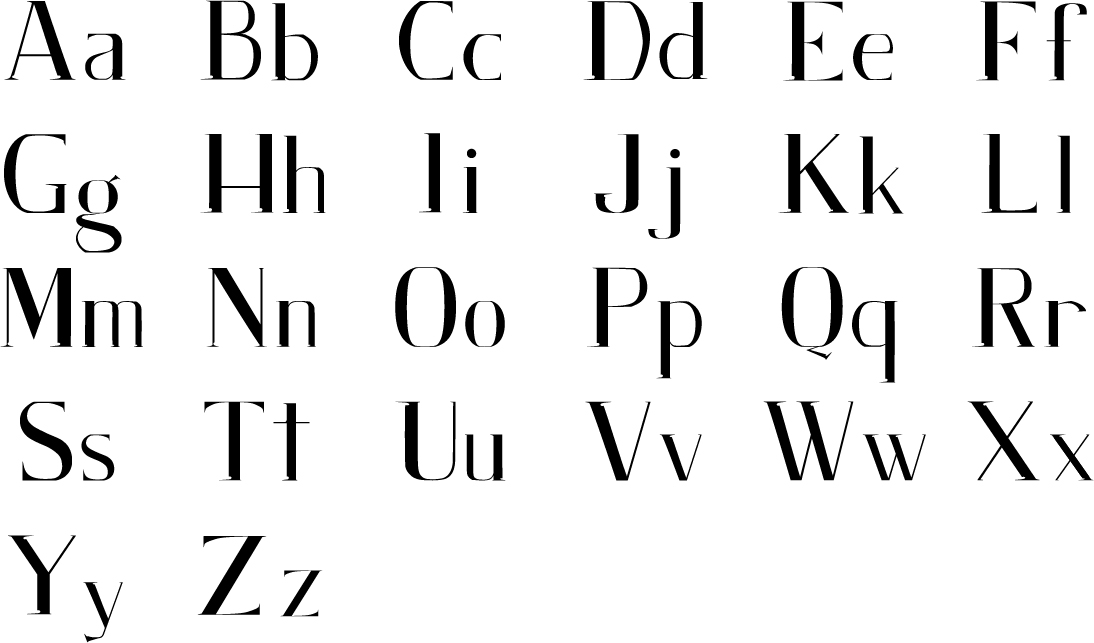 Aa Bb Cc Dd Ee Ff
Gg Hh Ii Jj Kk Ll
Mm Nn Oo Pp Qq Rr
Ss Tt Uu Vv Ww Xx
Yy Zz